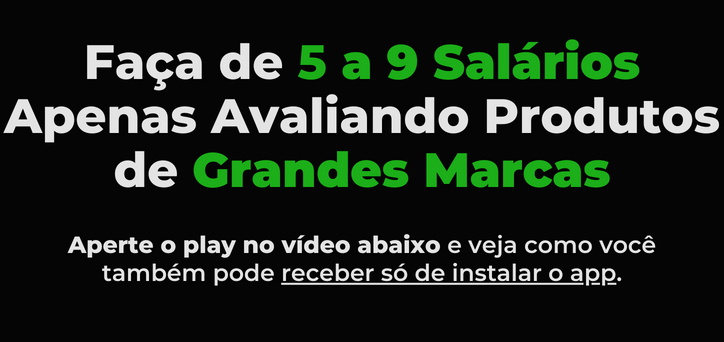 Faça de 5 a 9 Salários
Apenas Avaliando Produtos
de Grandes Marcas
Aperte o play no vídeo abaixo e veja como você
também pode receber só de instalar o app.